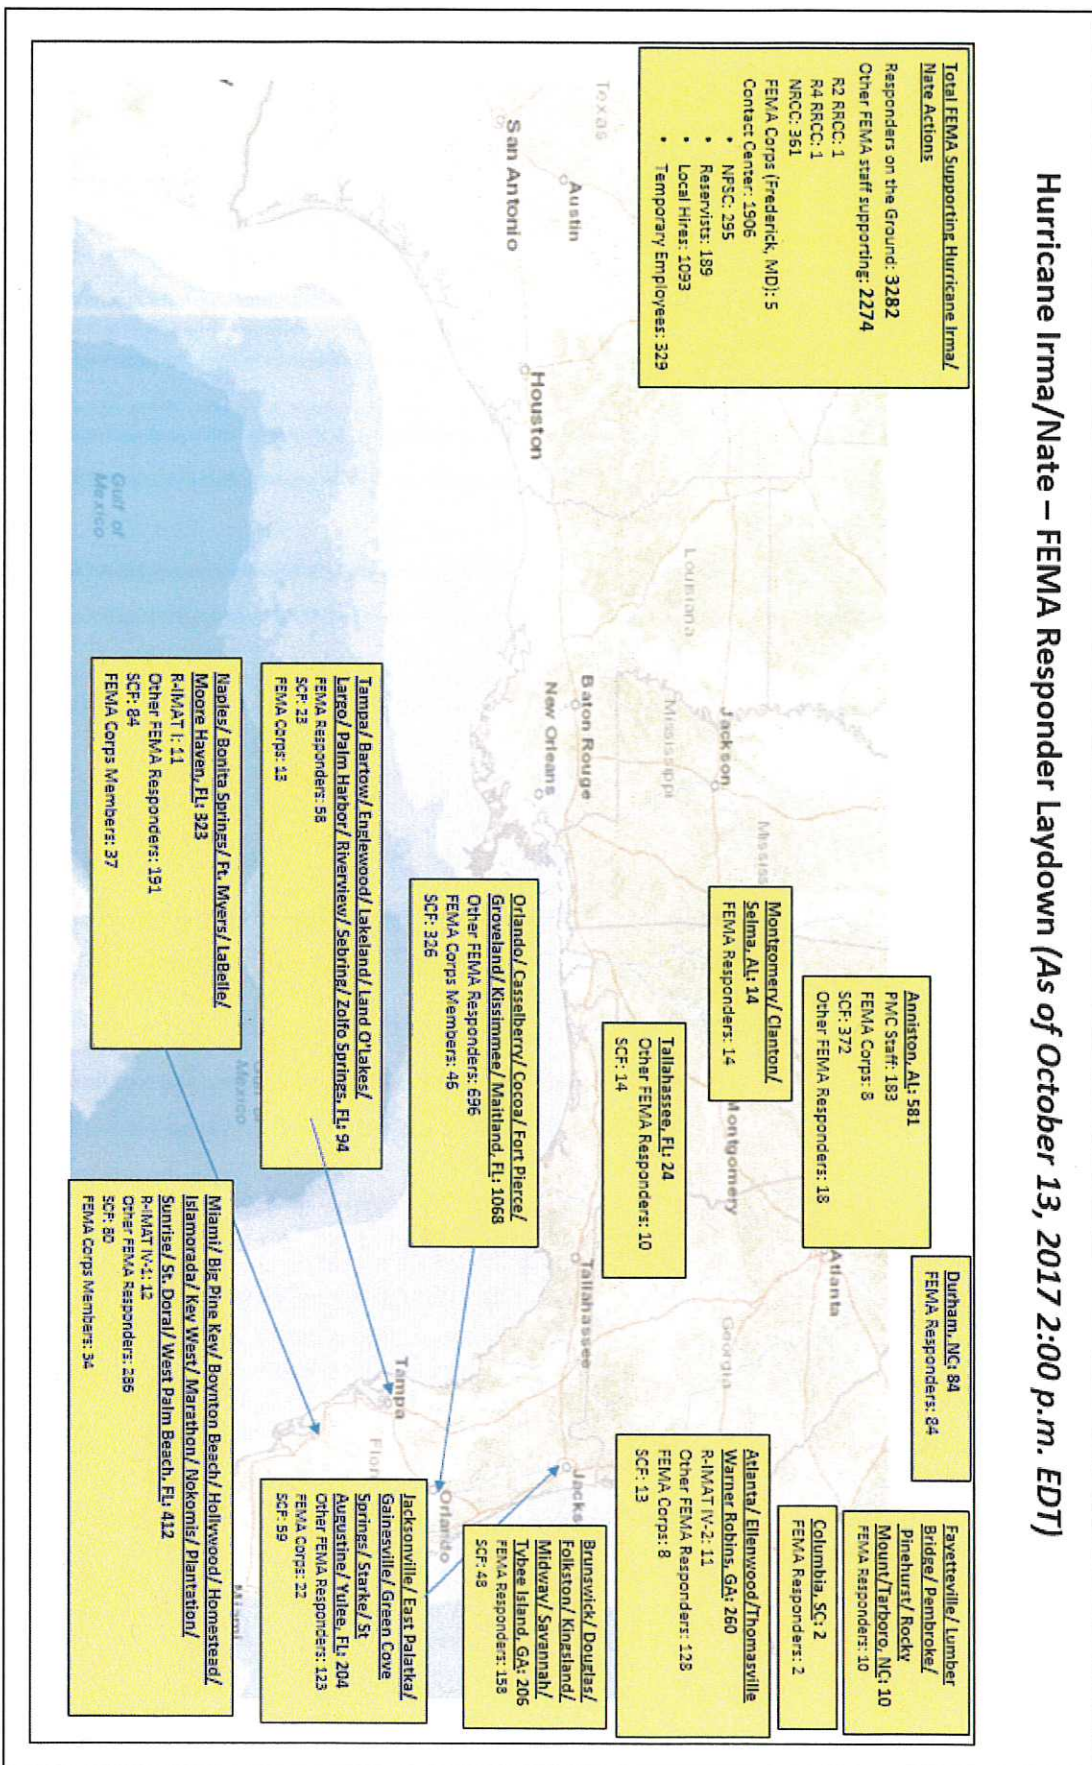 Hurricane Irma/Nate – FEMA Responder Laydown (As of October 13, 2017 2:00 p.m. EDT)
Total FEMA Supporting Hurricane Irma/
Nate Actions
Responders on the Ground: 3282
Other FEMA staff supporting: 2274
R2 RRCC: 1
R4 RRCC: 1
NRCC: 361
FEMA Corps (Frederick, MD): 5
Contact Center: 1906
• NPSC: 295
• Reservists: 189
• Local Hires: 1093
• Temporary Employees: 329
Durham, NC: 84
FEMA Responders: 84
Fayetteville/ Lumber
Bridge/ Pembroke/
Pinehurst/ Rocky
Mount/Tarboro, NC: 10
FEMA Responders: 10
Anniston, AL: 581
PMC Staff: 183
FEMA Corps: 8
SCF: 372
Other FEMA Responders: 18
Columbia, SC: 2
FEMA Responders: 2
Montgomery/ Clanton/
Selma, AL: 14
FEMA Responders: 14
Atlanta/ Ellenwood/Thomasville
Warner Robins, GA: 260
R-IMAT IV-2: 11
Other FEMA Responders: 128
FEMA Corps: 8
SCF: 13
Tallahassee, FL: 24
Other FEMA Responders: 10
SCF: 14
Brunswick/ Douglas/
Folkston/ Kingsland/
Midway/ Savannah/
Tybee Island, GA: 206
FEMA Responders: 158
SCF: 48
Orlando/ Casselberry/ Cocoa/ Fort Pierce/
Groveland/ Kissimmee/ Maitland, FL: 1068
Other FEMA Responders: 696
FEMA Corps Members: 46
SCF: 326
Jacksonville/ East Palatka/
Gainesville/ Green Cove
Springs/ Starke/ St
Augustine/ Yulee, FL: 204
Other FEMA Responders: 123
FEMA Corps: 22
SCF: 59
Tampa/ Bartow/ Englewood/ Lakeland/ Land O'Lakes/
Largo/ Palm Harbor/ Riverview/ Sebring/ Zolfo Springs, FL: 94
FEMA Responders: 58
SCF: 23
FEMA Corps: 13
Naples/ Bonita Springs/ Ft. Myers/ LaBelle/
Moore Haven, FL: 323
R-IMAT I: 11
Other FEMA Responders: 191
SCF: 84
FEMA Corps Members: 37
Miami/ Big Pine Key/ Boynton Beach/ Hollywood/ Homestead/
Islamorada/ Key West/ Marathon/ Nokomis/ Plantation/
Sunrise/ St. Doral/ West Palm Beach, FL: 412
R-IMAT IV-1: 12
Other FEMA Responders: 286
SCF: 80
FEMA Corps Members: 34
Texas
Austin
San Antonio
Houston
Louisiana
Baton Rouge
New Orleans
Jackson
Mississippi
Mississ
Montgomery
Atlanta
Georgia
Tallahassee
Jacks
Orlando
Tampa
Flor
Miami
Gulf of
Mexico
Mexico